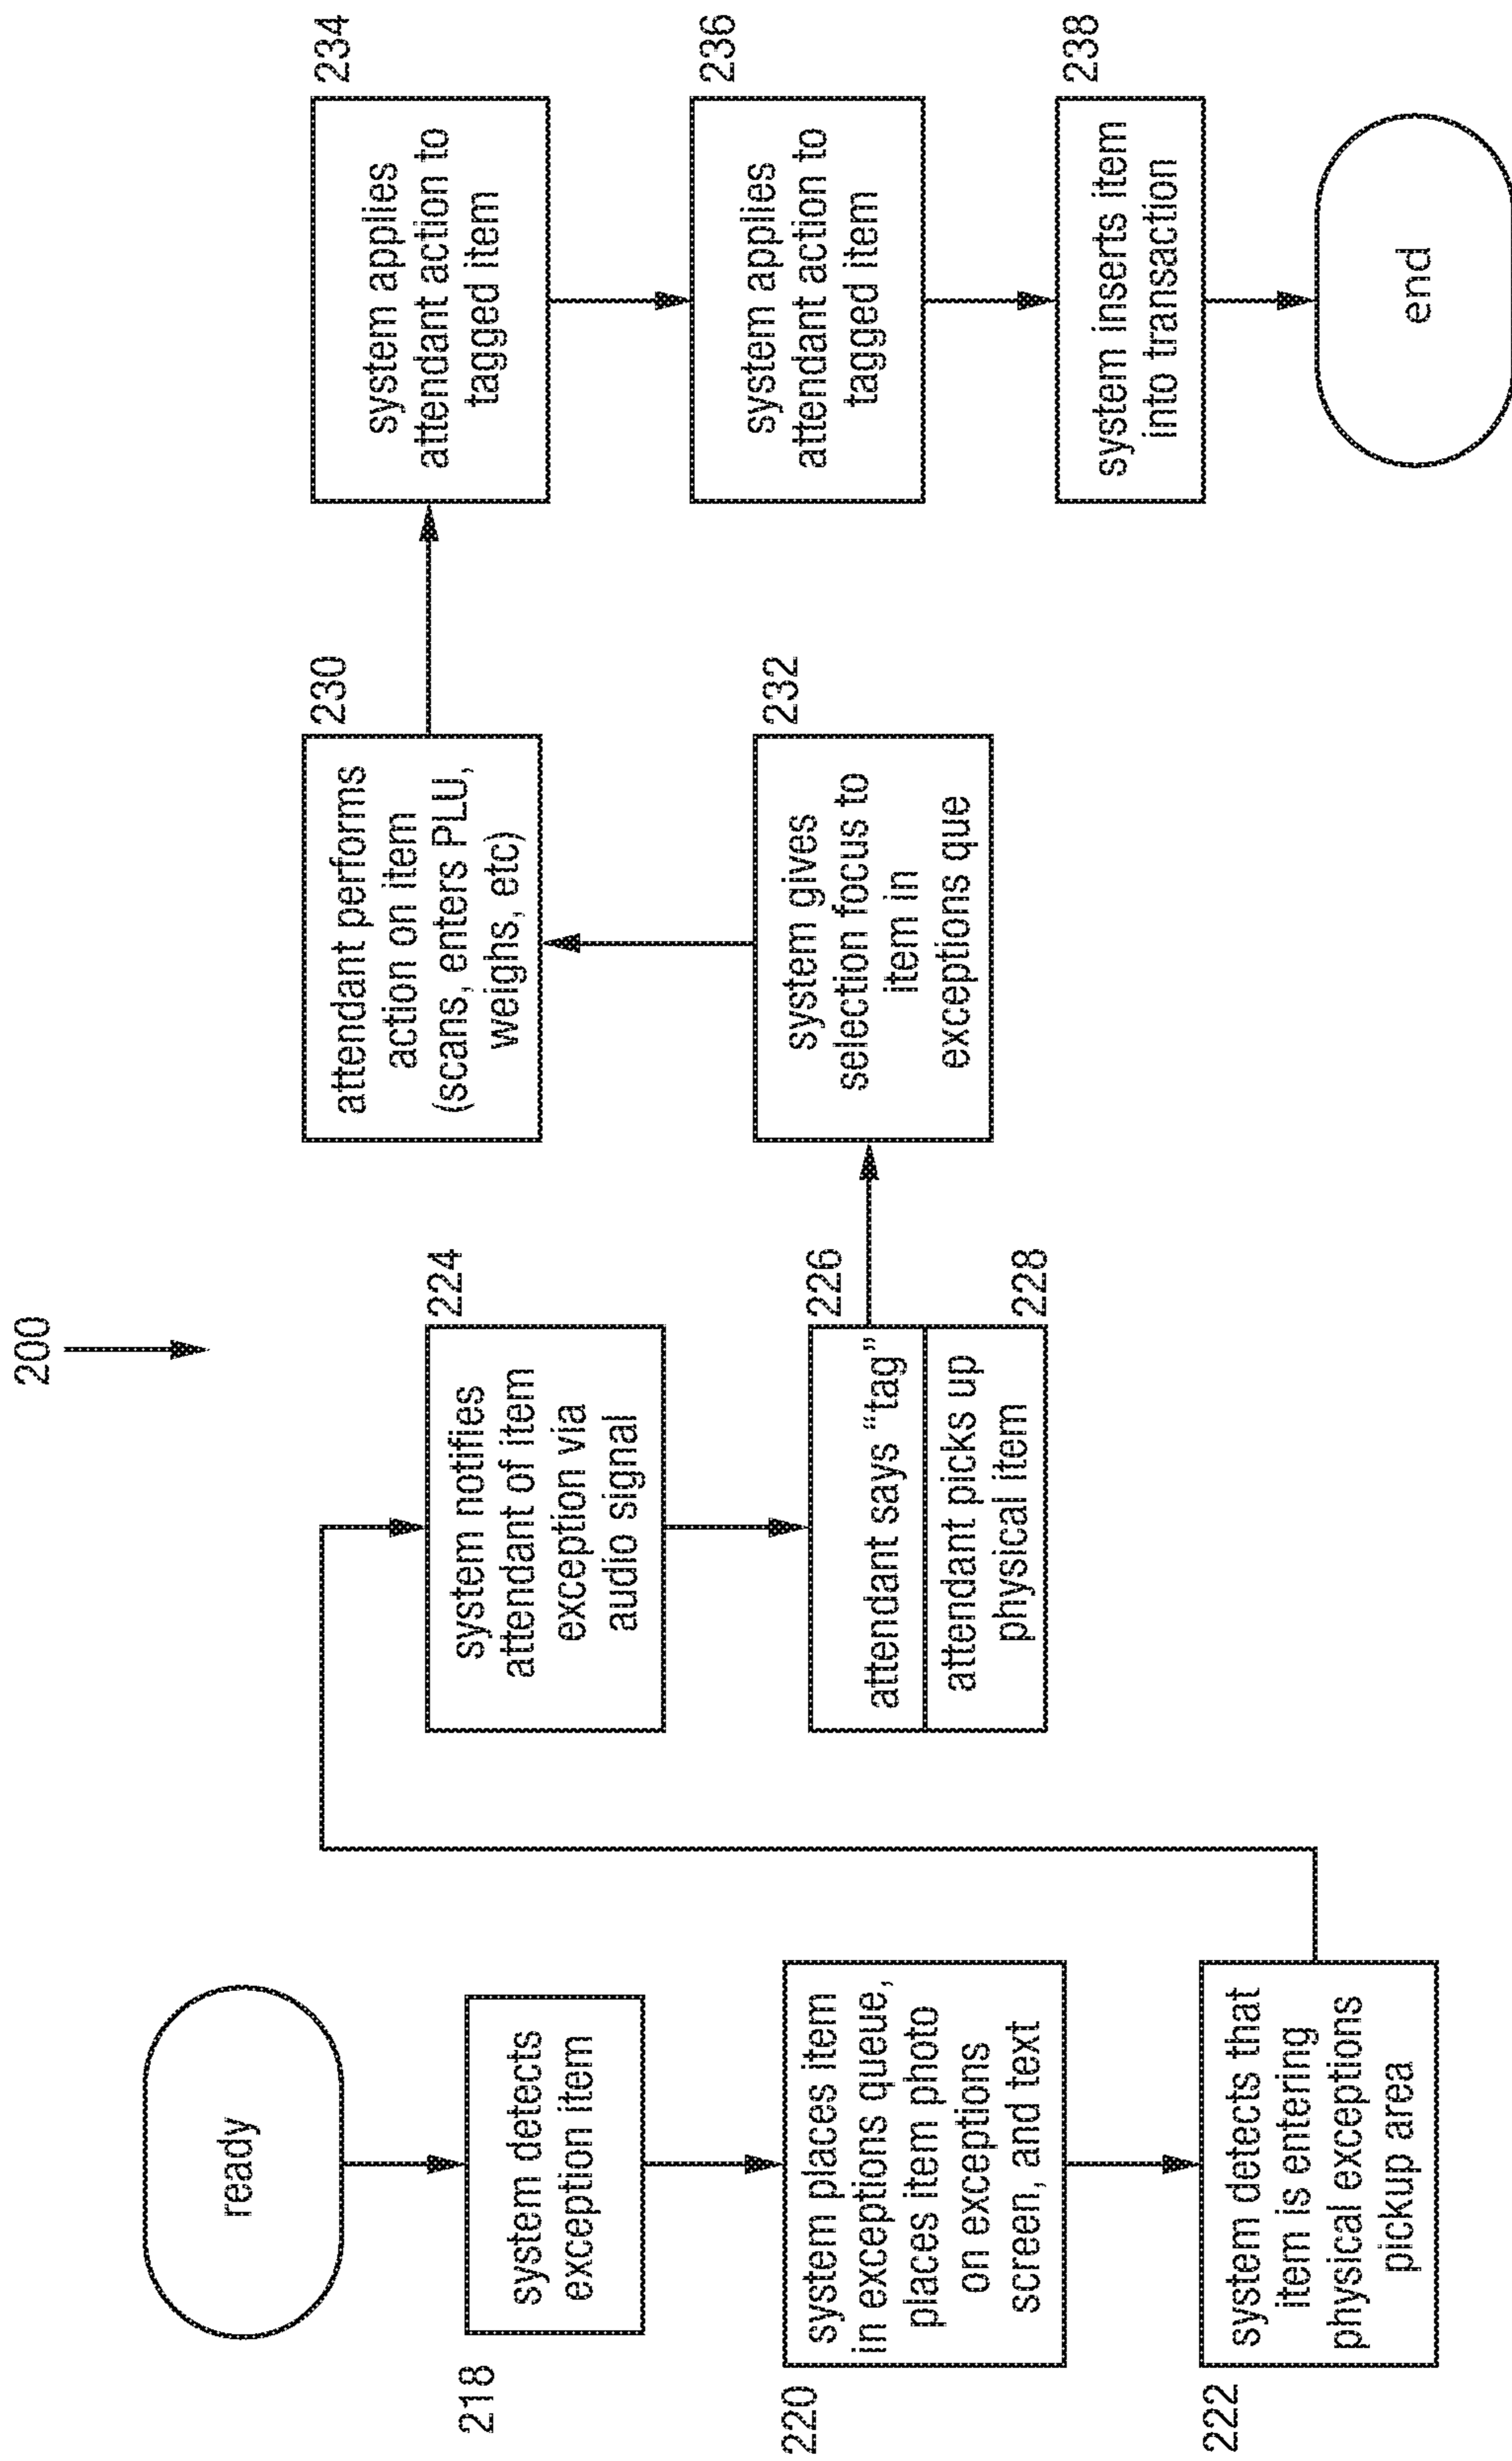 200
ready
218
system detects
exception item
220
system places item
in exceptions queue,
places item photo
on exceptions
screen, and text
222
system detects that
item is entering
physical exceptions
pickup area
224
system notifies
attendant of item
exception via
audio signal
226
attendant says “tag”
228
attendant picks up
physical item
232
system gives
selection focus to
item in
exceptions que
230
attendant performs
action on item
(scans, enters PLU,
weighs, etc)
234
system applies
attendant action to
tagged item
236
system applies
attendant action to
tagged item
238
system inserts item
into transaction
end